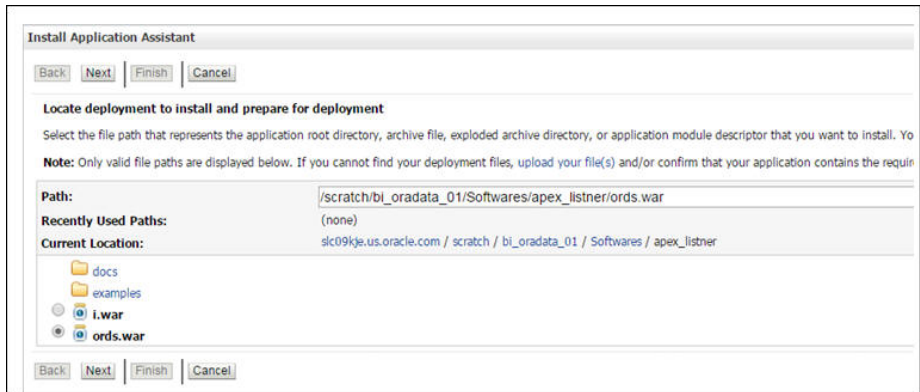 Install Application Assistant
Back Next Finish Cancel
Locate deployment to install and prepare for deployment
Select the file path that represents the application root directory, archive file, exploded archive directory, or application module descriptor that you want to install. Yo
Note: Only valid file paths are displayed below. If you cannot find your deployment files, upload your file(s) and/or confirm that your application contains the requir
Path: /scratch/bi_oradata_01/Softwares/apex_listner/ords.war
Recently Used Paths: (none)
Current Location: slc09kje.us.oracle.com / scratch / bi_oradata_01 / Softwares / apex_listner
docs
examples
i.war
ords.war
Back Next Finish Cancel